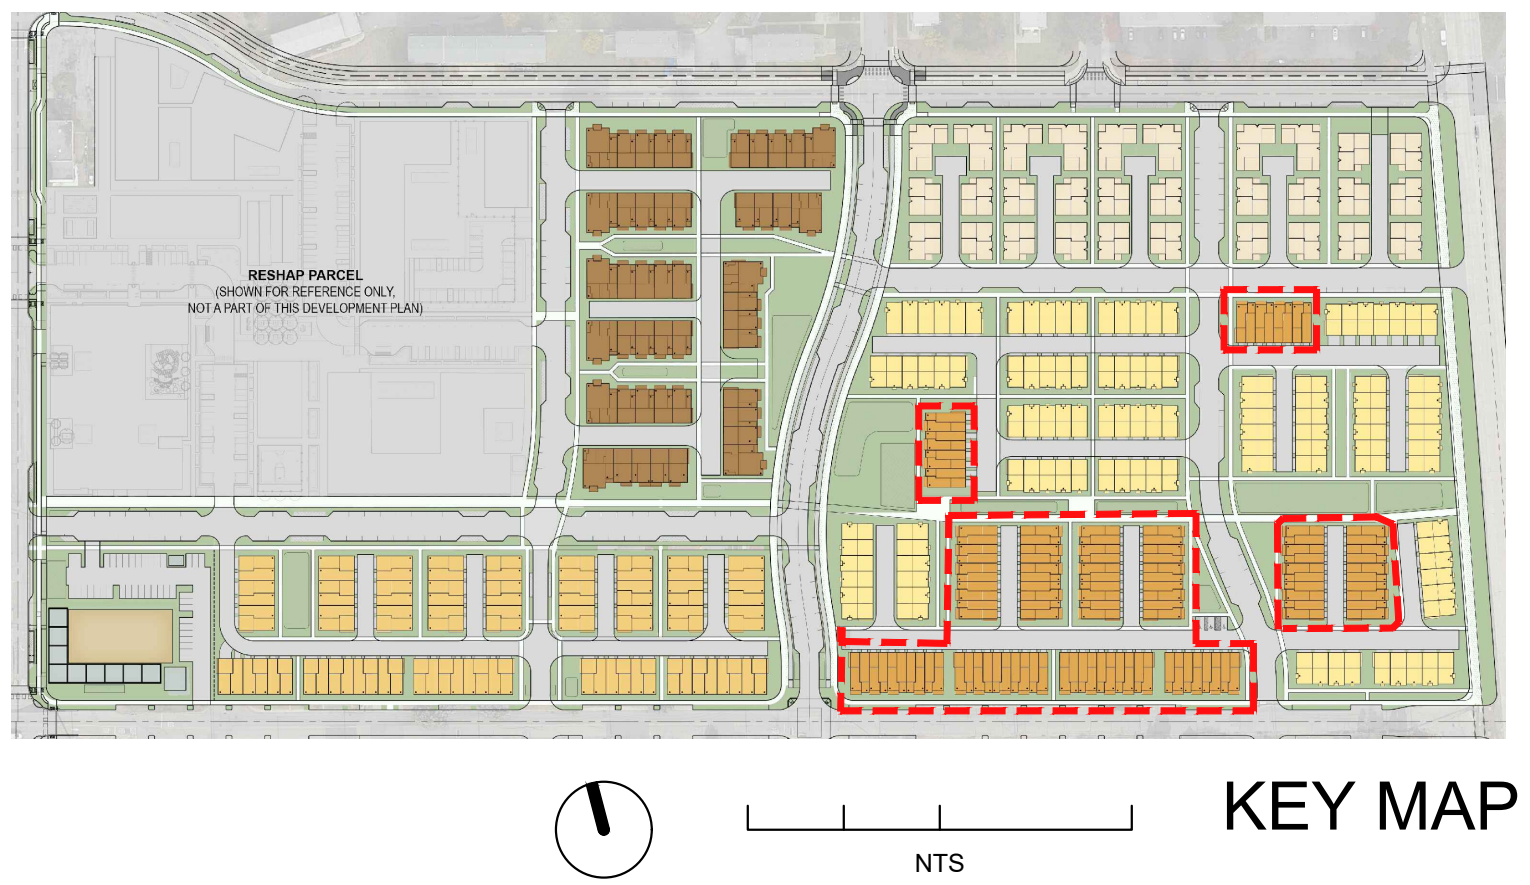 RESHAP PARCEL
(SHOWN FOR REFERENCE ONLY,
NOT A PART OF THIS DEVELOPMENT PLAN)
KEY MAP
NTS